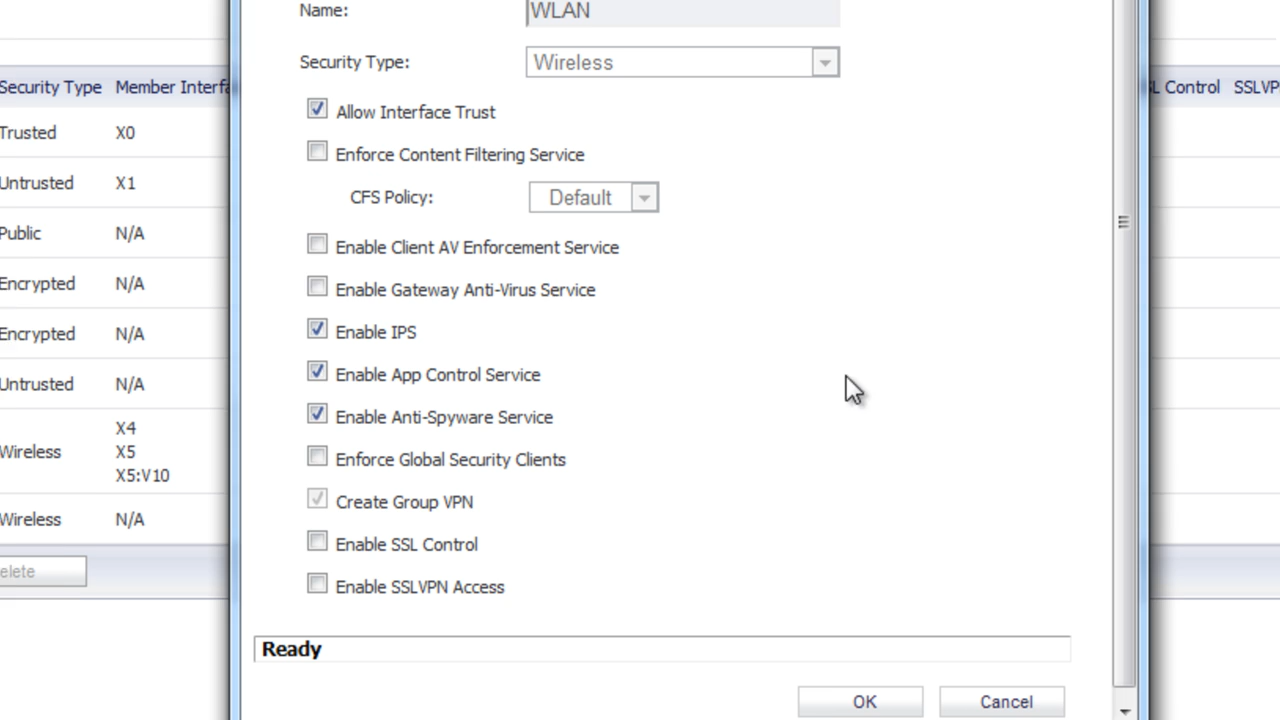 Name: WLAN
Security Type: Wireless
Security Type Member Interfa
L Control SSLVP
Allow Interface Trust
Trusted X0
Enforce Content Filtering Service
Untrusted X1
CFS Policy: Default
Public N/A
Enable Client AV Enforcement Service
Encrypted N/A
Enable Gateway Anti-Virus Service
Encrypted N/A
Enable IPS
Untrusted N/A
Enable App Control Service
Enable Anti-Spyware Service
Wireless X4
X5
X5:V10
Enforce Global Security Clients
Create Group VPN
Wireless N/A
Enable SSL Control
elete
Enable SSLVPN Access
Ready
OK Cancel